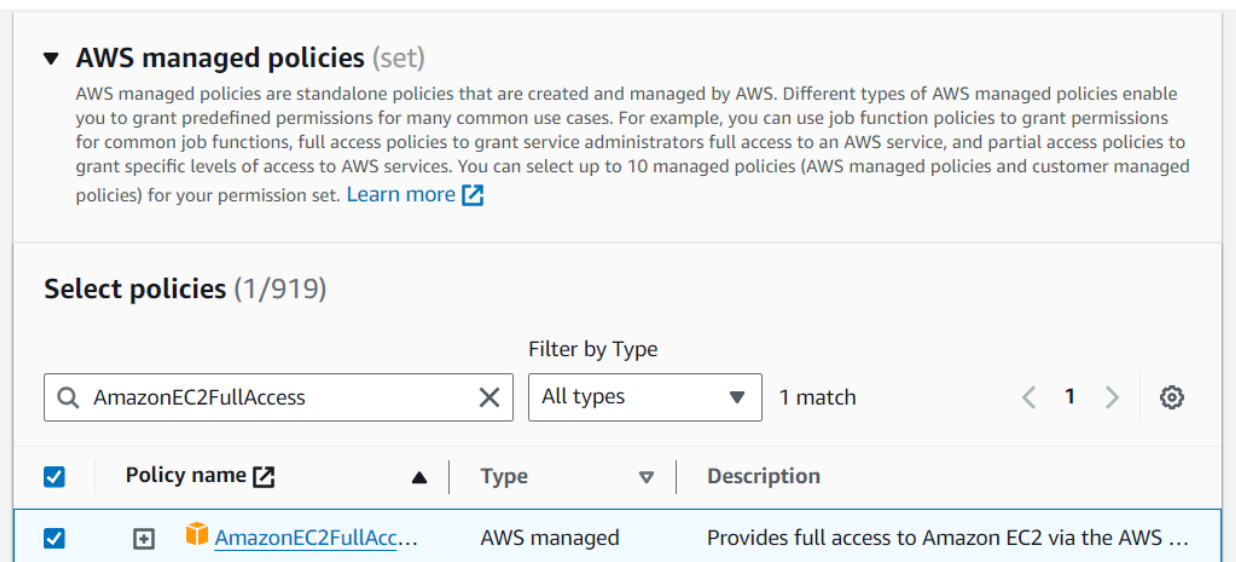 AWS managed policies (set)
AWS managed policies are standalone policies that are created and managed by AWS. Different types of AWS managed policies enable
you to grant predefined permissions for many common use cases. For example, you can use job function policies to grant permissions
for common job functions, full access policies to grant service administrators full access to an AWS service, and partial access policies to
grant specific levels of access to AWS services. You can select up to 10 managed policies (AWS managed policies and customer managed
policies) for your permission set. Learn more
Select policies (1/919)
Filter by Type
AmazonEC2FullAccess All types 1 match 1
Policy name Type Description
AmazonEC2FullAcc... AWS managed Provides full access to Amazon EC2 via the AWS ...